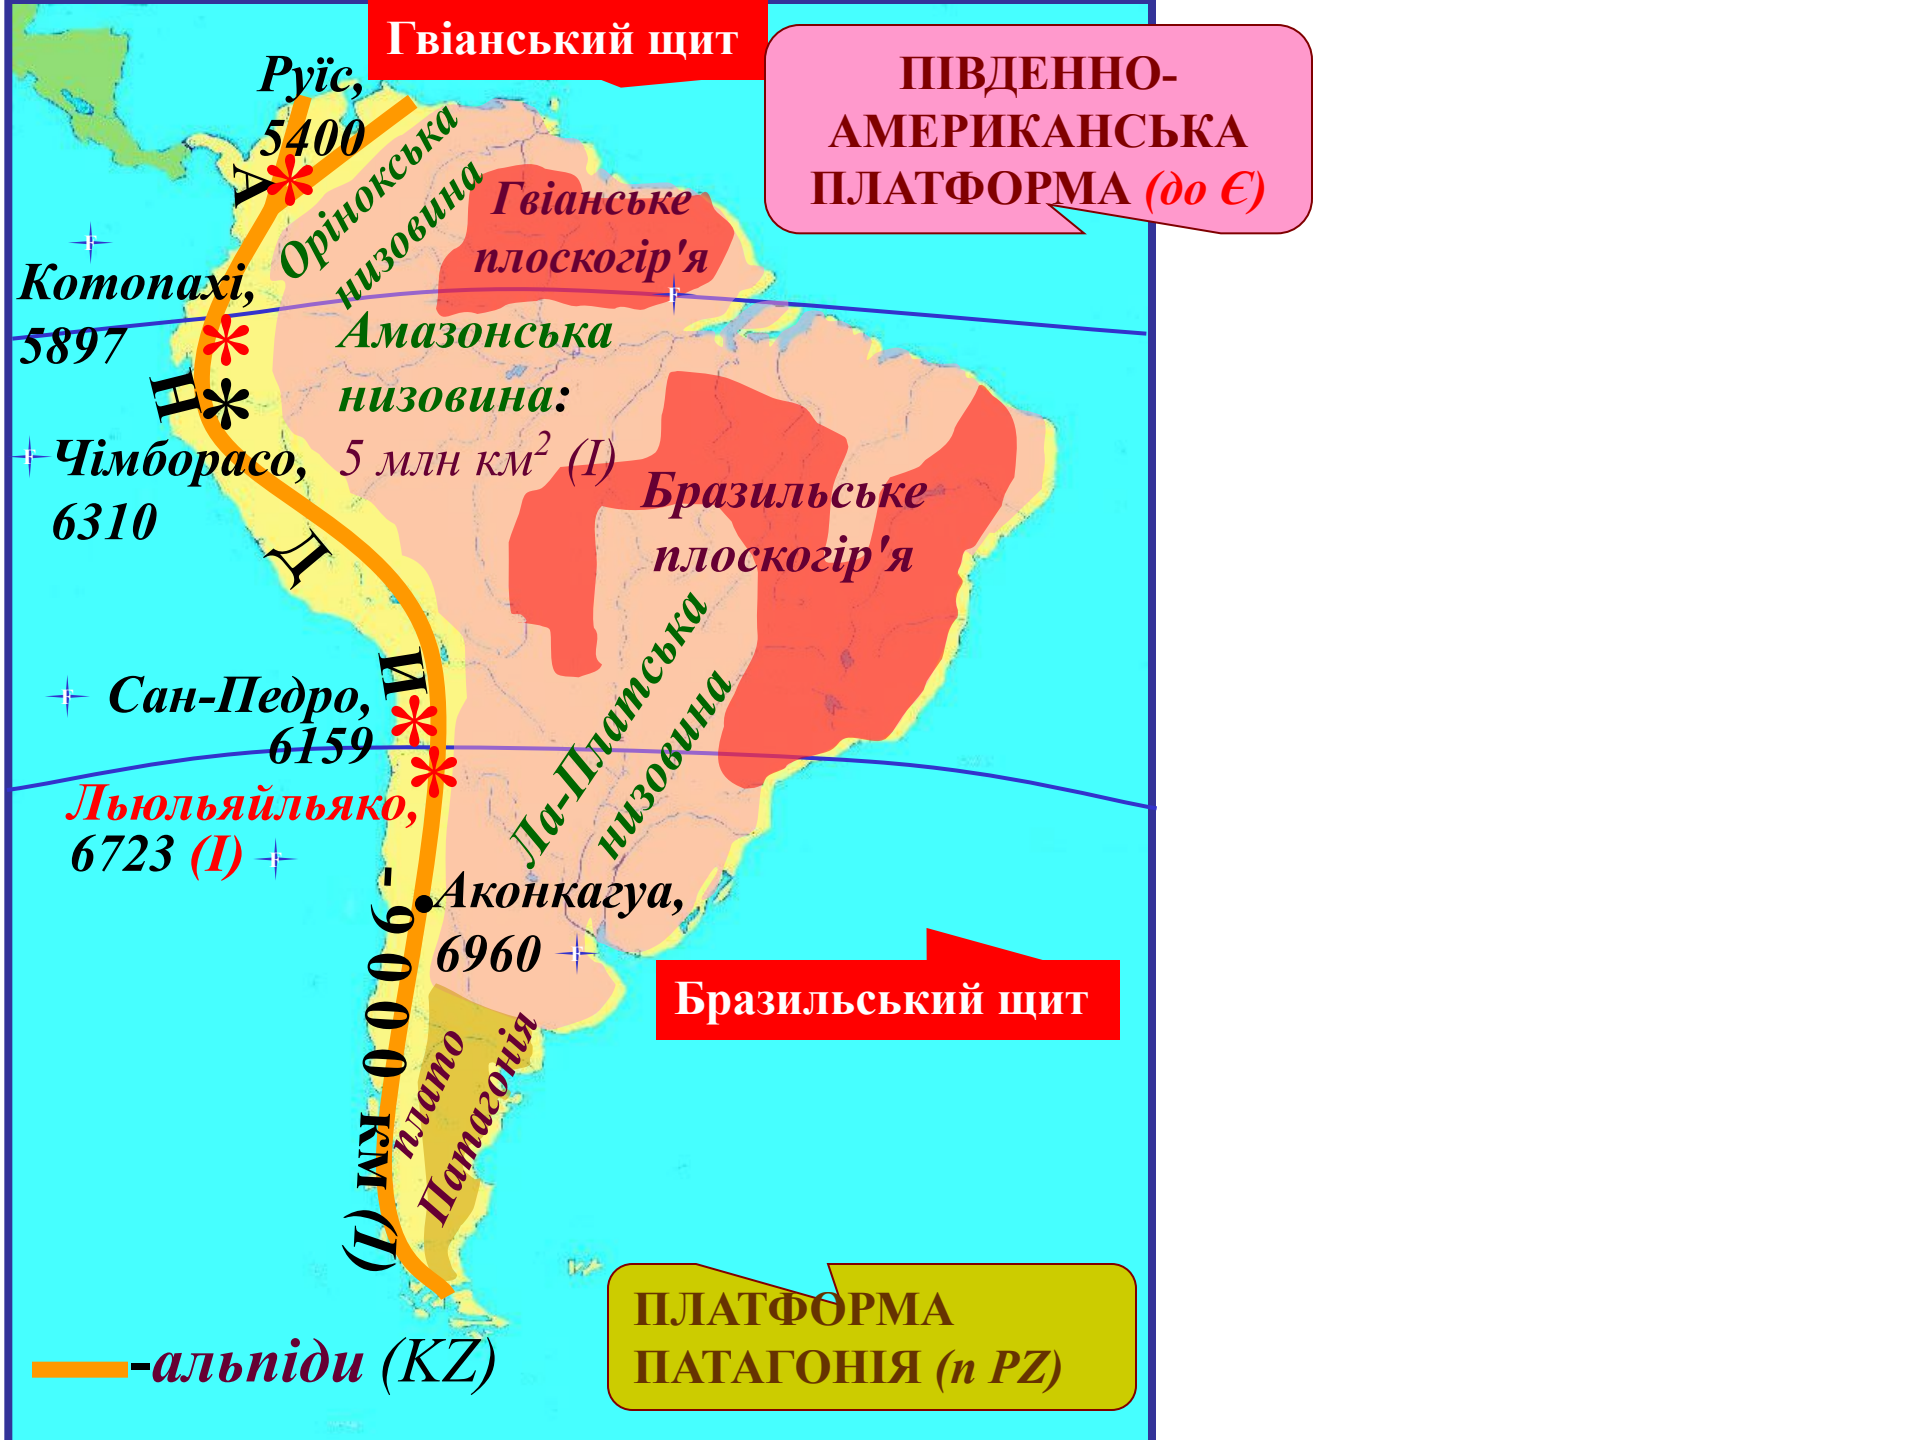 Гвіанський щит
ПІВДЕННО-
АМЕРИКАНСЬКА
ПЛАТФОРМА (до Є)
Руїс,
5400
Орінокська
низовина
Гвіанське
плоскогір'я
Котопахі,
5897
Амазонська
низовина:
5 млн км² (І)
Чімборасо,
6310
Бразильське
плоскогір'я
АНДИ - 9000 км (І)
Сан-Педро,
6159
Льюльяйльяко,
6723 (І)
Ла-Платська
низовина
Аконкагуа,
6960
Бразильський щит
плато
Патагонія
ПЛАТФОРМА
ПАТАГОНІЯ (п PZ)
-альпіди (KZ)